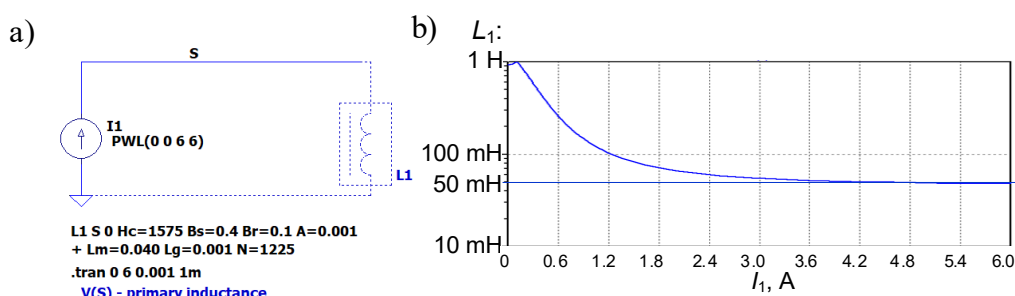 a)
S
I1
PWL(0 0 6 6)
L1
L1 S 0 Hc=1575 Bs=0.4 Br=0.1 A=0.001
+ Lm=0.040 Lg=0.001 N=1225
.tran 0 6 0.001 1m
V(S) - primary inductance
b)
L1:
1 H
100 mH
50 mH
10 mH
0 0.6 1.2 1.8 2.4 3.0 3.6 4.2 4.8 5.4 6.0
I1, A